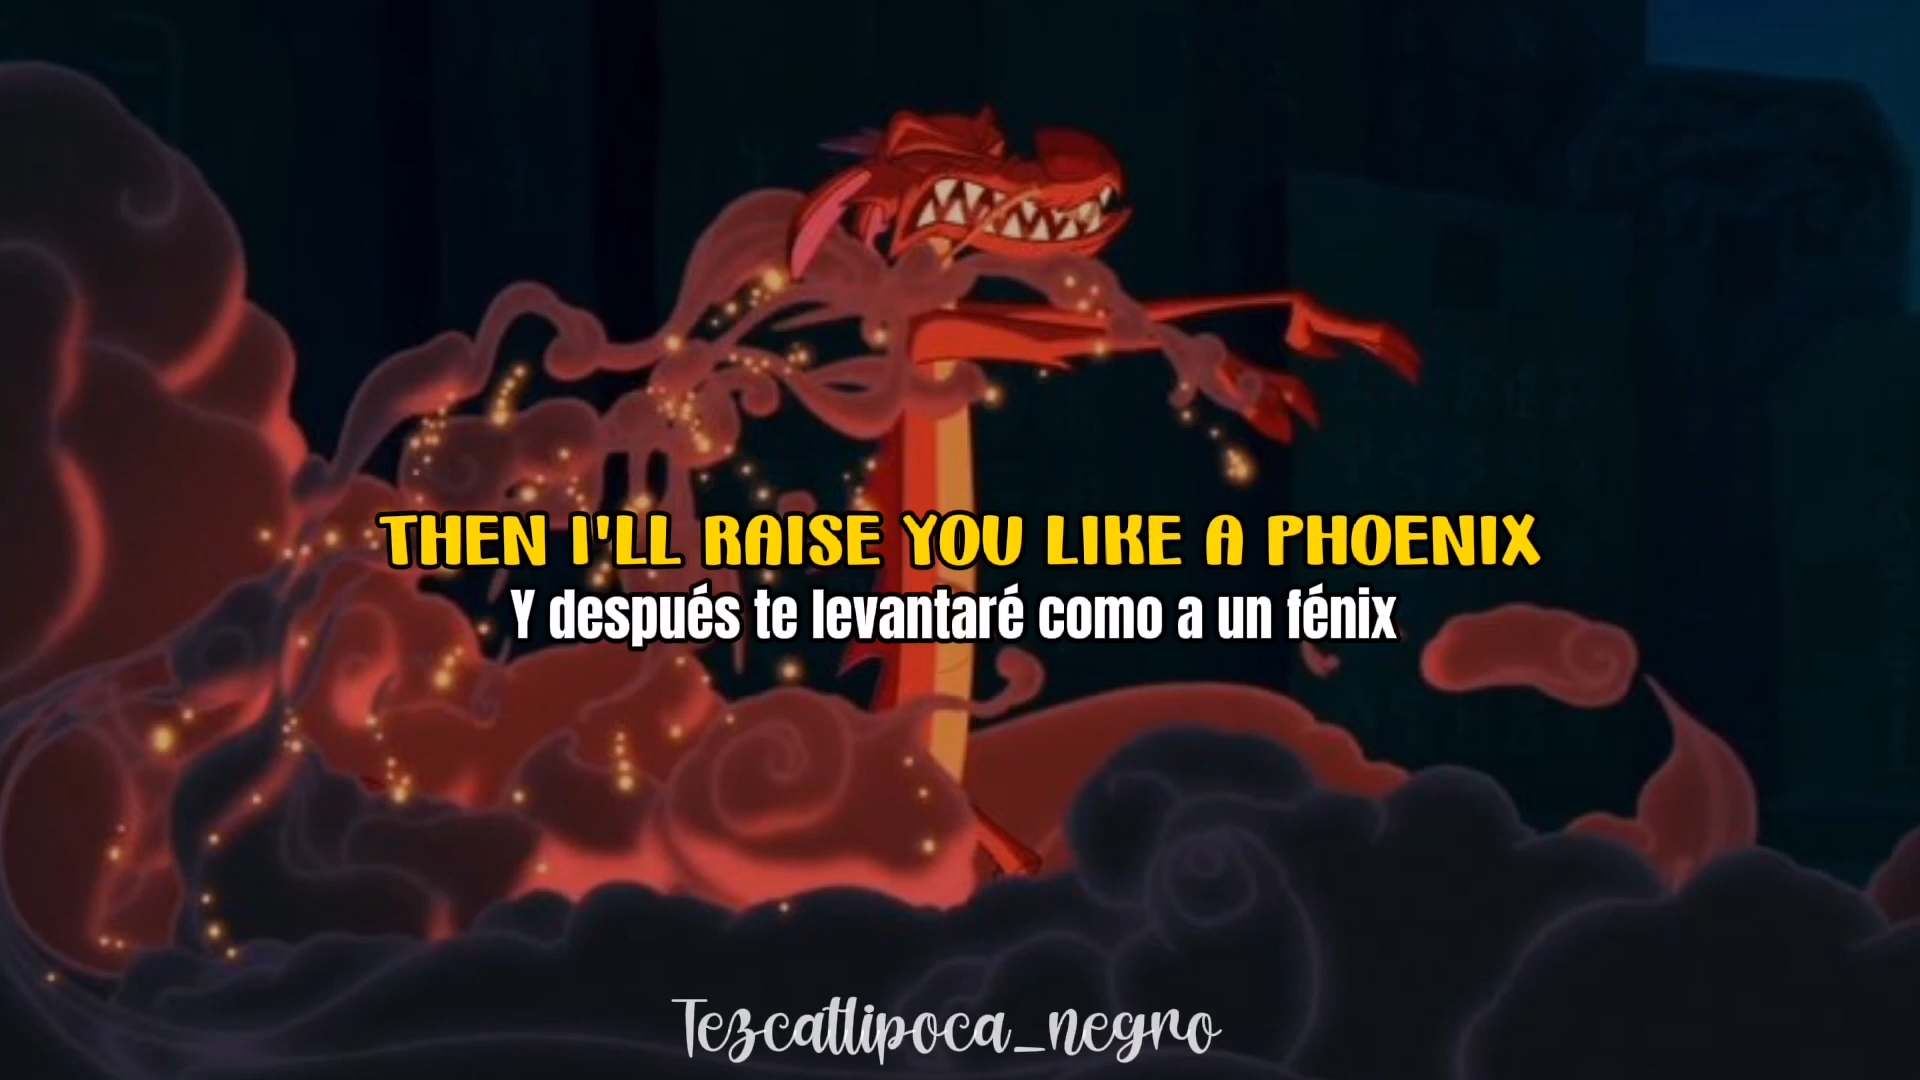 THEN I'LL RAISE YOU LIKE A PHOENIX
Y después te levantaré como a un fénix
Tezcatlipoca_negro